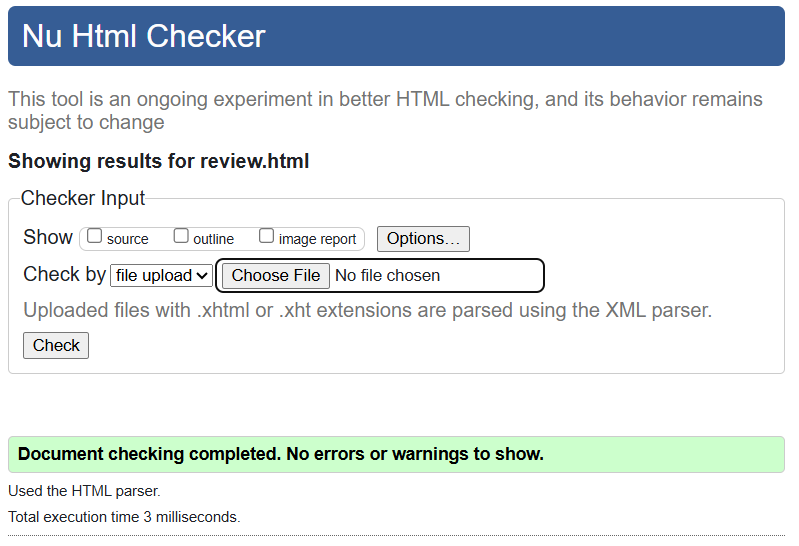 Nu Html Checker
This tool is an ongoing experiment in better HTML checking, and its behavior remains
subject to change
Showing results for review.html
Checker Input
Show source outline image report Options...
Check by file upload Choose File No file chosen
Uploaded files with .xhtml or .xht extensions are parsed using the XML parser.
Check
Document checking completed. No errors or warnings to show.
Used the HTML parser.
Total execution time 3 milliseconds.